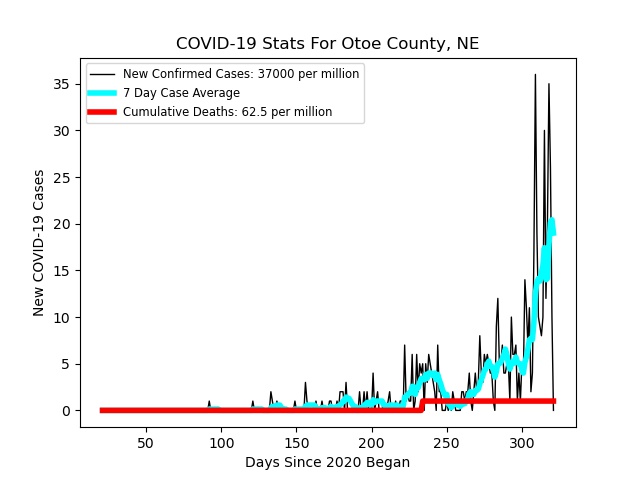 COVID-19 Stats For Otoe County, NE
New Confirmed Cases: 37000 per million
7 Day Case Average
Cumulative Deaths: 62.5 per million
New COVID-19 Cases
35
30
25
20
15
10
5
0
50 100 150 200 250 300
Days Since 2020 Began